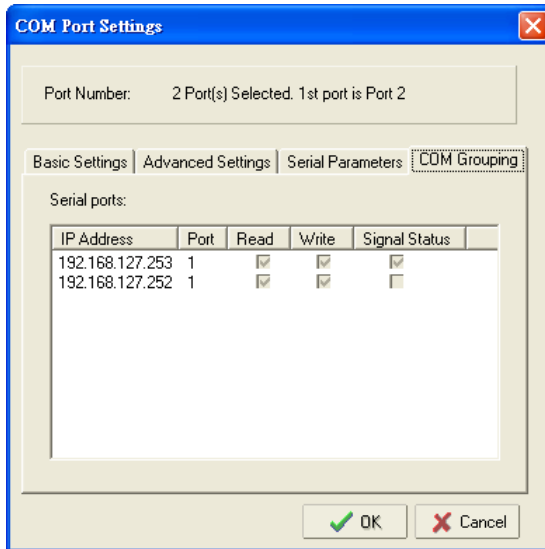 COM Port Settings
Port Number: 2 Port(s) Selected. 1st port is Port 2
Basic Settings Advanced Settings Serial Parameters COM Grouping
Serial ports:
IP Address Port Read Write Signal Status
192.168.127.253 1
192.168.127.252 1
OK Cancel